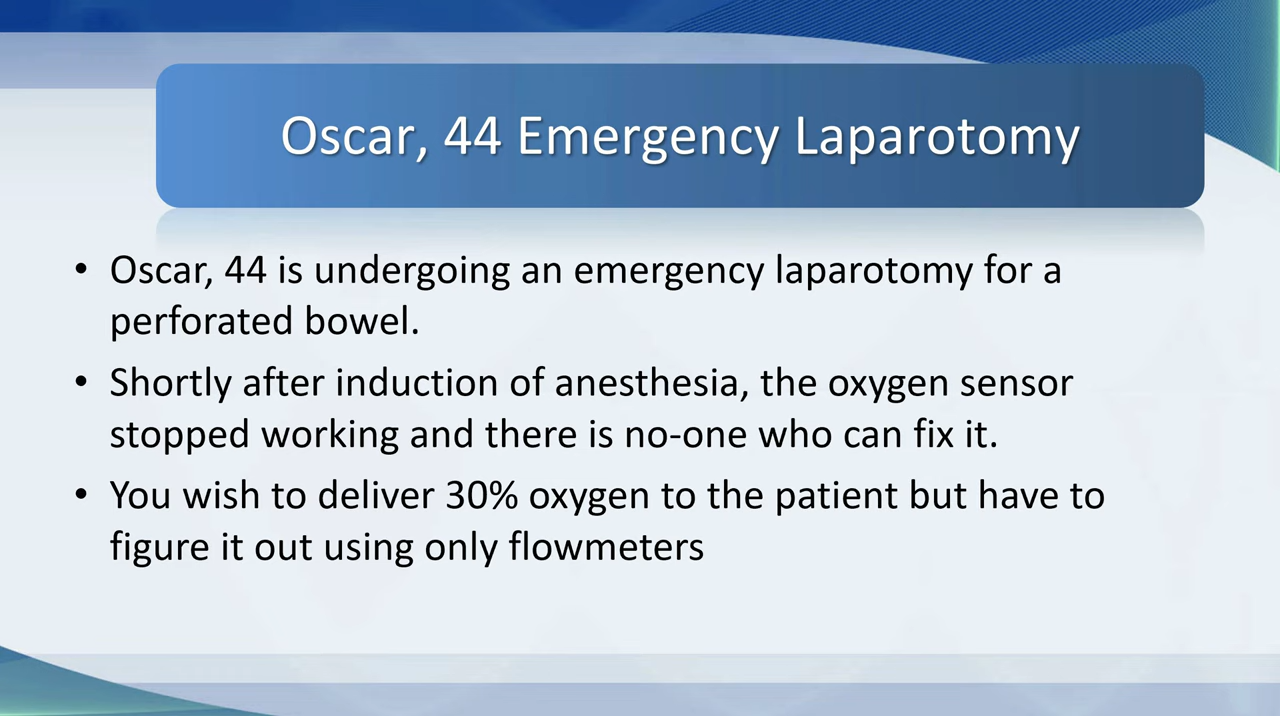 Oscar, 44 Emergency Laparotomy
• Oscar, 44 is undergoing an emergency laparotomy for a
perforated bowel.
• Shortly after induction of anesthesia, the oxygen sensor
stopped working and there is no-one who can fix it.
• You wish to deliver 30% oxygen to the patient but have to
figure it out using only flowmeters